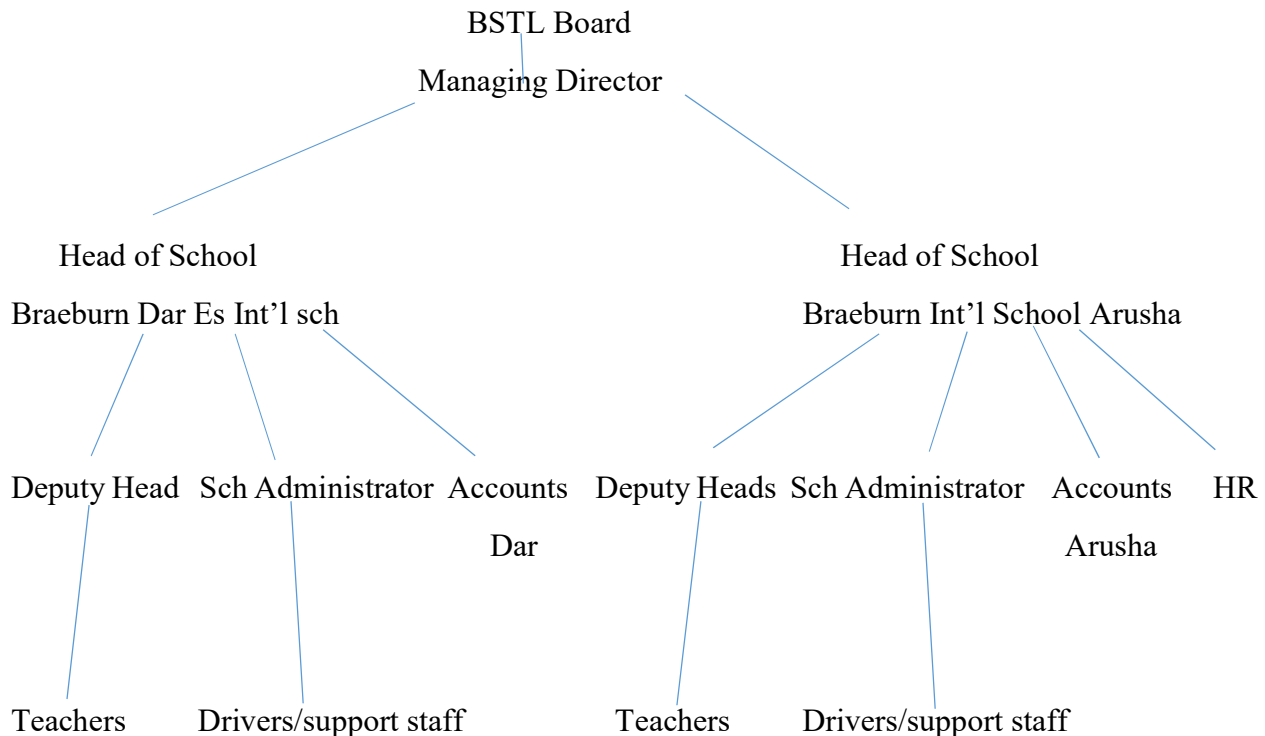 BSTL Board
Managing Director
Head of School Head of School
Braeburn Dar Es Int’l sch Braeburn Int’l School Arusha
Deputy Head Sch Administrator Accounts Deputy Heads Sch Administrator Accounts HR
Dar Arusha
Teachers Drivers/support staff Teachers Drivers/support staff